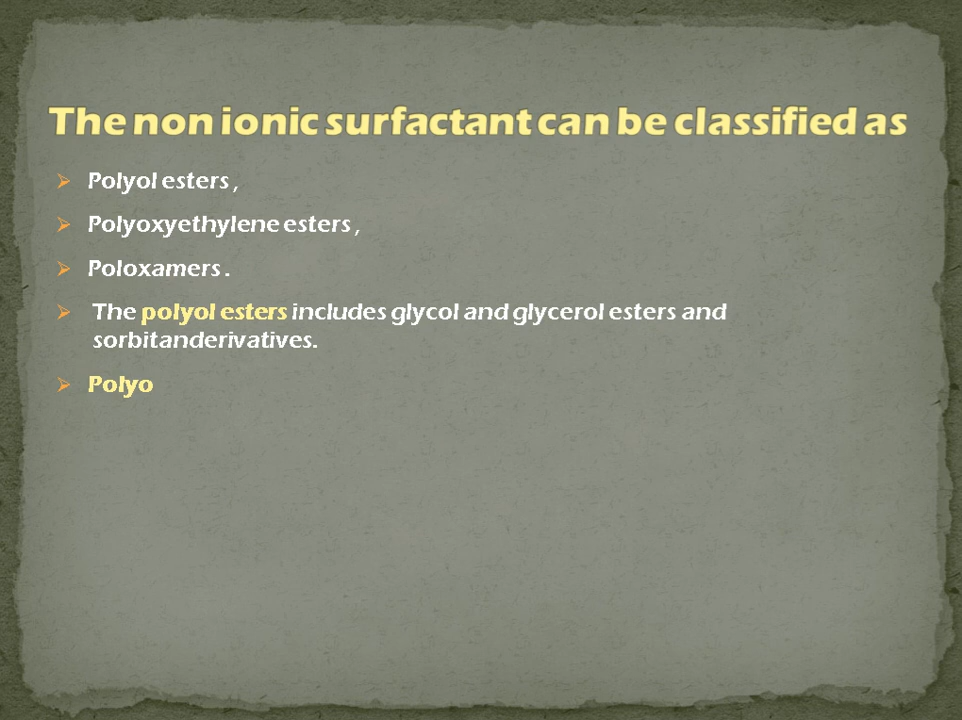 The non ionic surfactant can be classified as
Polyol esters ,
Polyoxyethylene esters ,
Poloxamers .
The polyol esters includes glycol and glycerol esters and
sorbitanderivatives.
Polyo